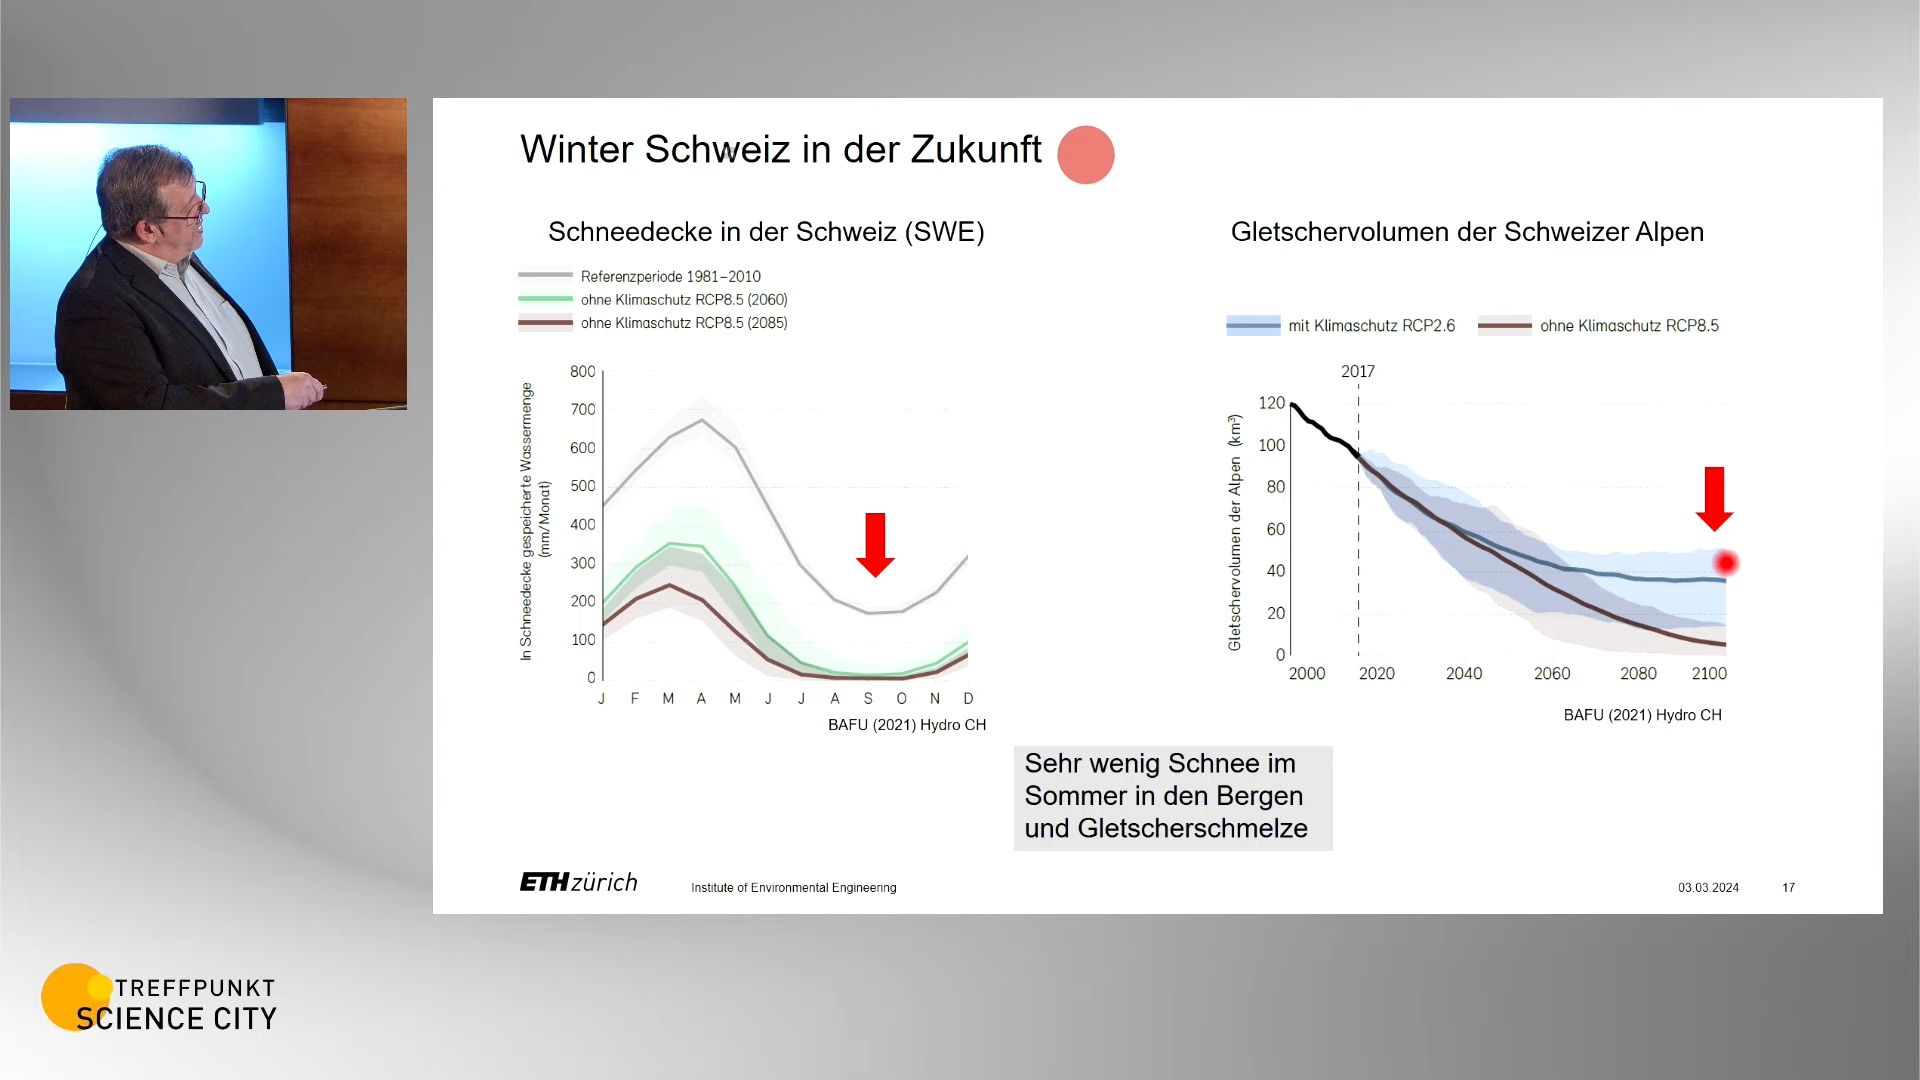 Winter Schweiz in der Zukunft
Schneedecke in der Schweiz (SWE)
Referenzperiode 1981–2010
ohne Klimaschutz RCP8.5 (2060)
ohne Klimaschutz RCP8.5 (2085)
In Schneedecke gespeicherte Wassermenge
(mm/Monat)
800
700
600
500
400
300
200
100
0
J F M A M J J A S O N D
BAFU (2021) Hydro CH
Gletschervolumen der Schweizer Alpen
mit Klimaschutz RCP2.6 ohne Klimaschutz RCP8.5
2017
Gletschervolumen der Alpen (km³)
120
100
80
60
40
20
0
2000 2020 2040 2060 2080 2100
BAFU (2021) Hydro CH
Sehr wenig Schnee im
Sommer in den Bergen
und Gletscherschmelze
ETH zürich Institute of Environmental Engineering 03.03.2024 17
TREFFPUNKT
SCIENCE CITY